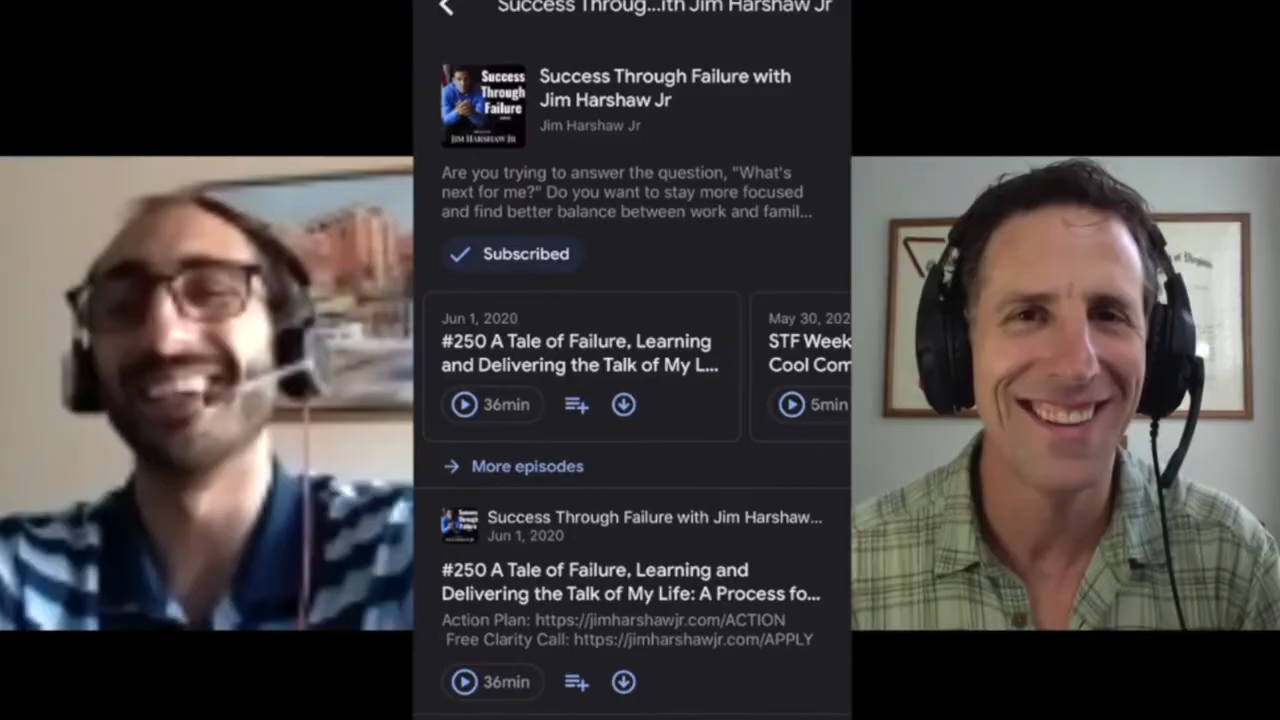 Success Throug...ith Jim Harshaw Jr
Success
Through
Failure
JIM HARSHAW JR
Success Through Failure with
Jim Harshaw Jr
Jim Harshaw Jr
Are you trying to answer the question, "What's
next for me?" Do you want to stay more focused
and find better balance between work and famil...
Subscribed
Jun 1, 2020
#250 A Tale of Failure, Learning
and Delivering the Talk of My L...
36min
May 30, 202
STF Week
Cool Com
5min
More episodes
Success
Through
Failure
Success Through Failure with Jim Harshaw...
Jun 1, 2020
#250 A Tale of Failure, Learning and
Delivering the Talk of My Life: A Process fo...
Action Plan: https://jimharshawjr.com/ACTION
Free Clarity Call: https://jimharshawjr.com/APPLY
36min